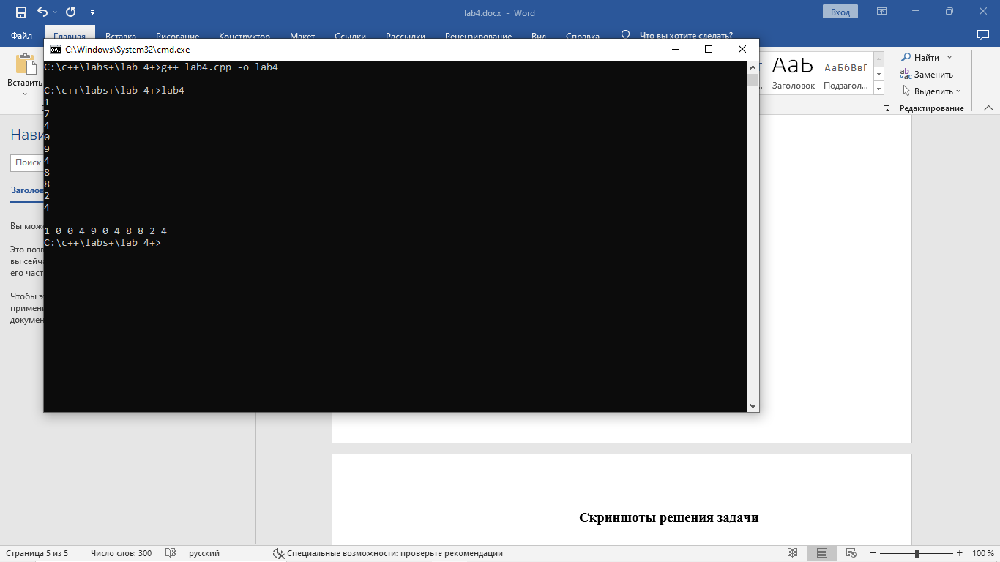 lab4.docx - Word
Вход
Файл Главная Вставка Рисование Конструктор Макет Ссылки Рассылки Рецензирование Вид Справка Что вы хотите сделать?
C:\Windows\System32\cmd.exe
C:\c++\labs+\lab 4+>g++ lab4.cpp -o lab4
C:\c++\labs+\lab 4+>lab4
1
7
4
0
9
4
8
8
2
4
1 0 0 4 9 0 4 8 8 2 4
C:\c++\labs+\lab 4+>
Вставить
АаЬ
АаБбВвГ
Заголовок
Подзагол...
Найти
Заменить
Выделить
Редактирование
Нави
Поиск
Заголов
Вы мож
Это позв
вы сейча
его част
Чтобы э
примени
докумен
Скриншоты решения задачи
Страница 5 из 5 Число слов: 300 русский Специальные возможности: проверьте рекомендации 100 %